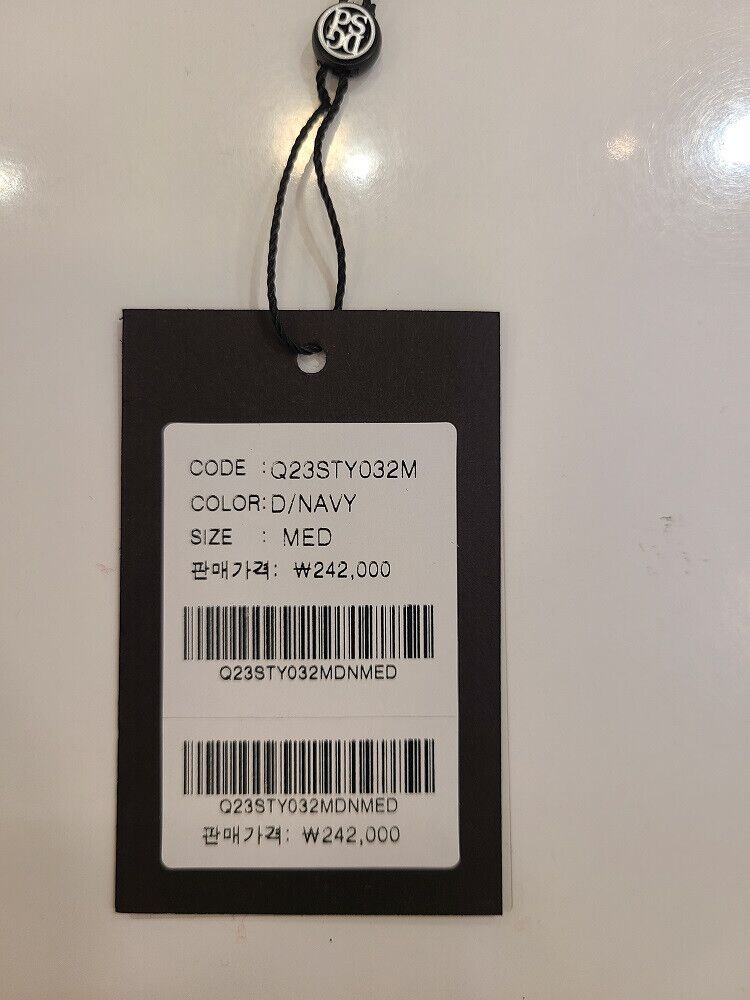 CODE :Q23STY032M
COLOR:D/NAVY
SIZE : MED
판매가격: ₩242,000
Q23STY032MDNMED
Q23STY032MDNMED
판매가격: ₩242,000